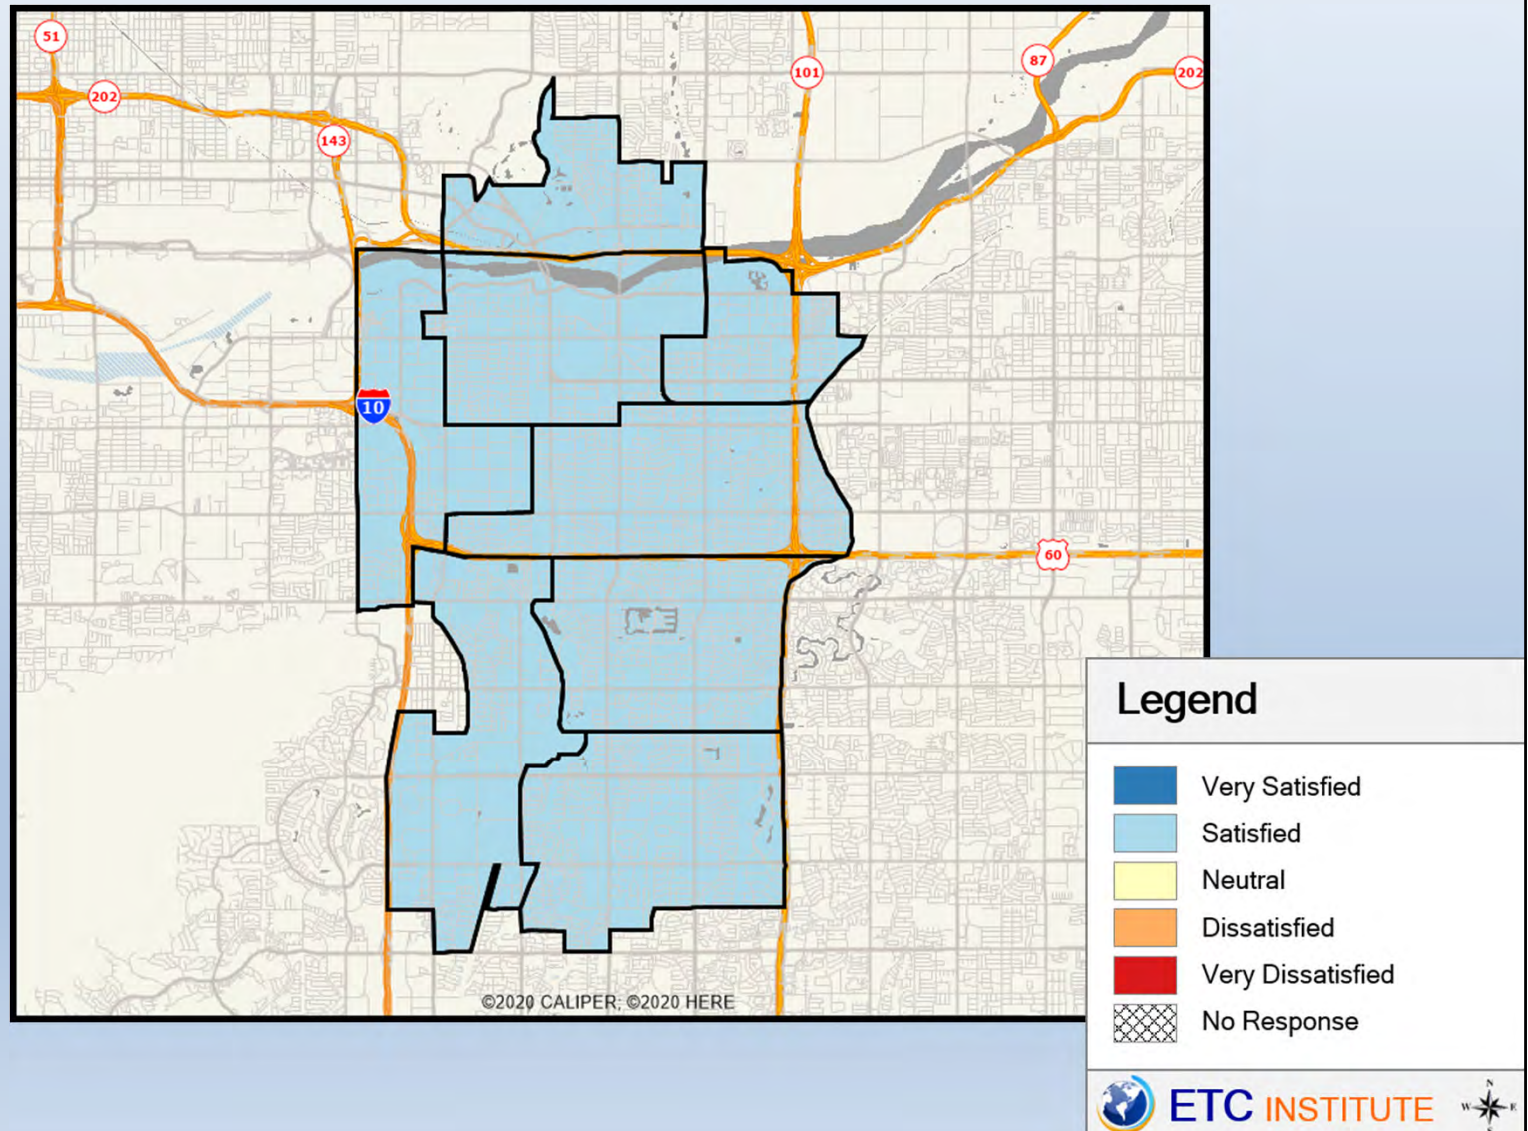 51
202
143
101
87
202
10
60
©2020 CALIPER; ©2020 HERE
Legend
Very Satisfied
Satisfied
Neutral
Dissatisfied
Very Dissatisfied
No Response
ETC INSTITUTE
N
W E
S